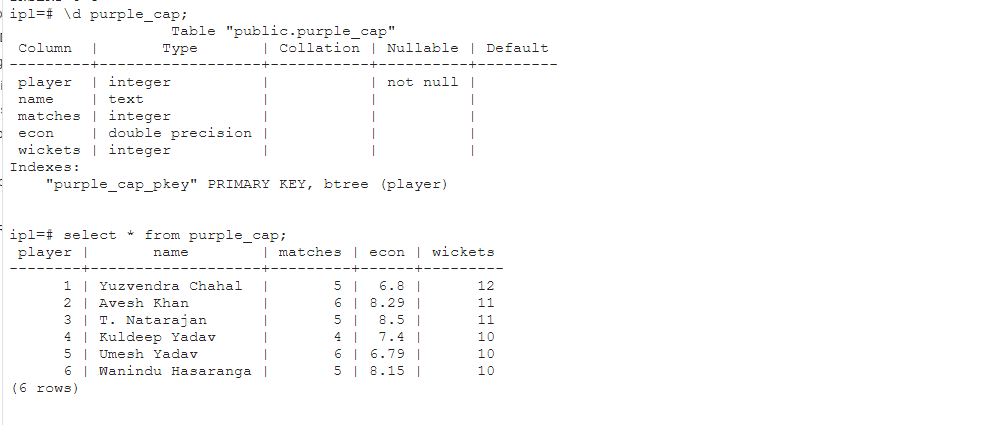 ipl=# \d purple_cap;
                  Table "public.purple_cap"
 Column  |       Type       | Collation | Nullable | Default
---------+------------------+-----------+----------+---------
 player  | integer          |           | not null |
 name    | text             |           |          |
 matches | integer          |           |          |
 econ    | double precision |           |          |
 wickets | integer          |           |          |
Indexes:
    "purple_cap_pkey" PRIMARY KEY, btree (player)
ipl=# select * from purple_cap;
 player |       name        | matches | econ | wickets
--------+-------------------+---------+------+---------
      1 | Yuzvendra Chahal  |       5 |  6.8 |      12
      2 | Avesh Khan        |       6 | 8.29 |      11
      3 | T. Natarajan      |       5 |  8.5 |      11
      4 | Kuldeep Yadav     |       4 |  7.4 |      10
      5 | Umesh Yadav       |       6 | 6.79 |      10
      6 | Wanindu Hasaranga |       5 | 8.15 |      10
(6 rows)